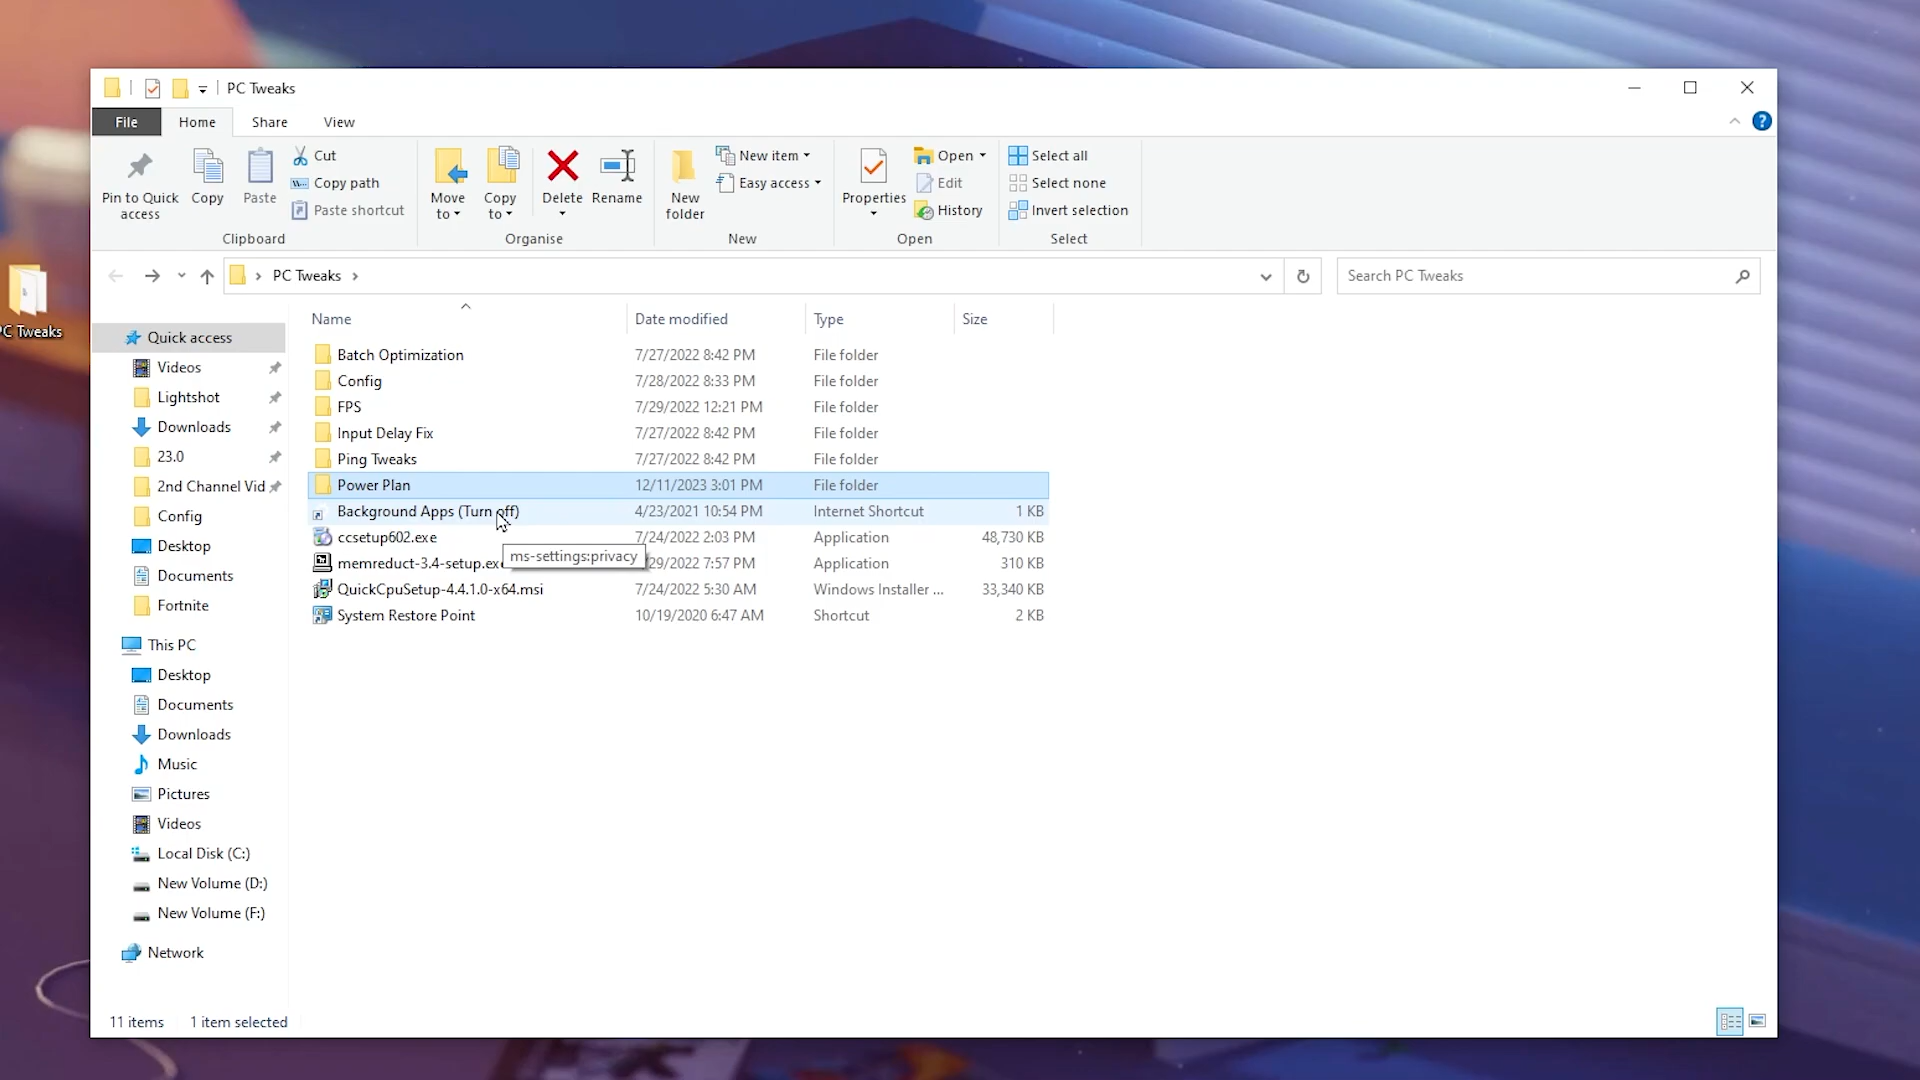 PC Tweaks
File Home Share View
Pin to Quick access
Copy
Paste
Cut
Copy path
Paste shortcut
Clipboard
Move to
Copy to
Delete
Rename
Organise
New folder
New item
Easy access
New
Properties
Open
Edit
History
Open
Select all
Select none
Invert selection
Select
PC Tweaks
Search PC Tweaks
PC Tweaks
Quick access
Videos
Lightshot
Downloads
23.0
2nd Channel Vid
Config
Desktop
Documents
Fortnite
This PC
Desktop
Documents
Downloads
Music
Pictures
Videos
Local Disk (C:)
New Volume (D:)
New Volume (F:)
Network
Name Date modified Type Size
Batch Optimization 7/27/2022 8:42 PM File folder
Config 7/28/2022 8:33 PM File folder
FPS 7/29/2022 12:21 PM File folder
Input Delay Fix 7/27/2022 8:42 PM File folder
Ping Tweaks 7/27/2022 8:42 PM File folder
Power Plan 12/11/2023 3:01 PM File folder
Background Apps (Turn off) 4/23/2021 10:54 PM Internet Shortcut 1 KB
ccsetup602.exe 7/24/2022 2:03 PM Application 48,730 KB
ms-settings:privacy
memreduct-3.4-setup.exe /29/2022 7:57 PM Application 310 KB
QuickCpuSetup-4.4.1.0-x64.msi 7/24/2022 5:30 AM Windows Installer ... 33,340 KB
System Restore Point 10/19/2020 6:47 AM Shortcut 2 KB
11 items 1 item selected